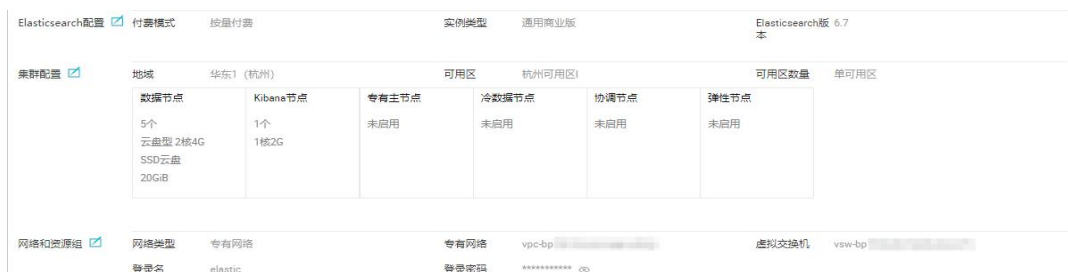 Elasticsearch配置 付费模式 按量付费 实例类型 通用商业版 Elasticsearch版本 6.7
集群配置 地域 华东1（杭州） 可用区 杭州可用区I 可用区数量 单可用区
数据节点 Kibana节点 专有主节点 冷数据节点 协调节点 弹性节点
5个 1个 未启用 未启用 未启用 未启用
云盘型 2核4G 1核2G
SSD云盘
20GiB
网络和资源组 网络类型 专有网络 专有网络 vpc-bp 虚拟交换机 vsw-bp
登录名 elastic 登录密码 ***********